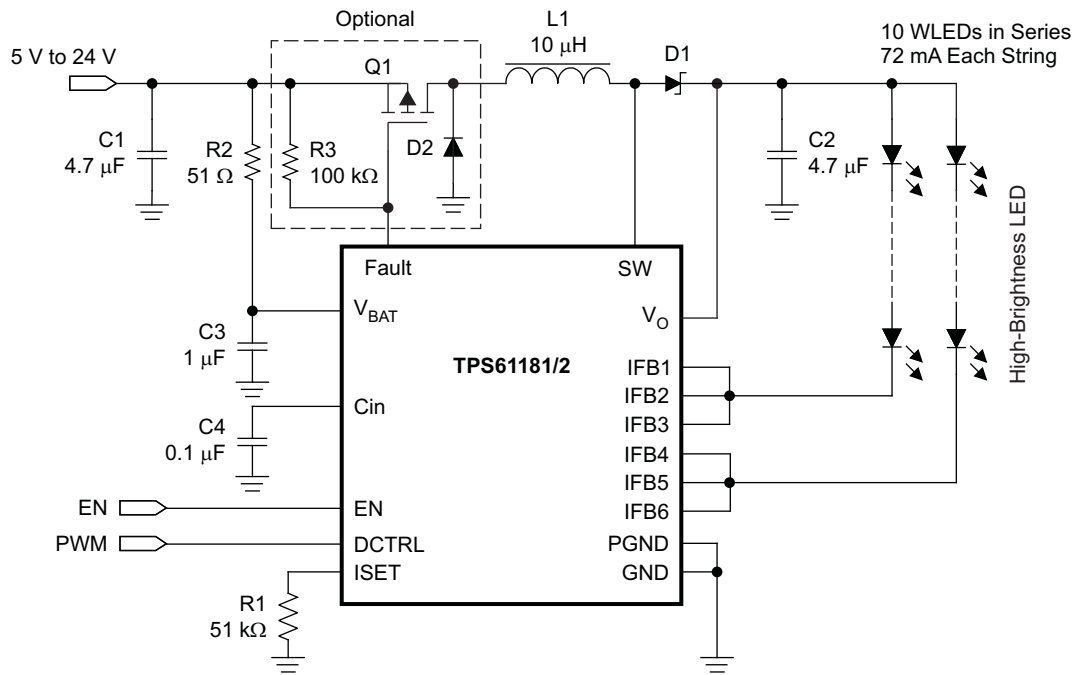 Optional
L1
10 μH
10 WLEDs in Series
72 mA Each String
5 V to 24 V
Q1
D1
C1
4.7 μF
R2
51 Ω
R3
100 kΩ
D2
C2
4.7 μF
High-Brightness LED
Fault
SW
VBAT
VO
C3
1 μF
TPS61181/2
IFB1
IFB2
IFB3
Cin
C4
0.1 μF
IFB4
IFB5
IFB6
EN
EN
PWM
DCTRL
PGND
ISET
GND
R1
51 kΩ